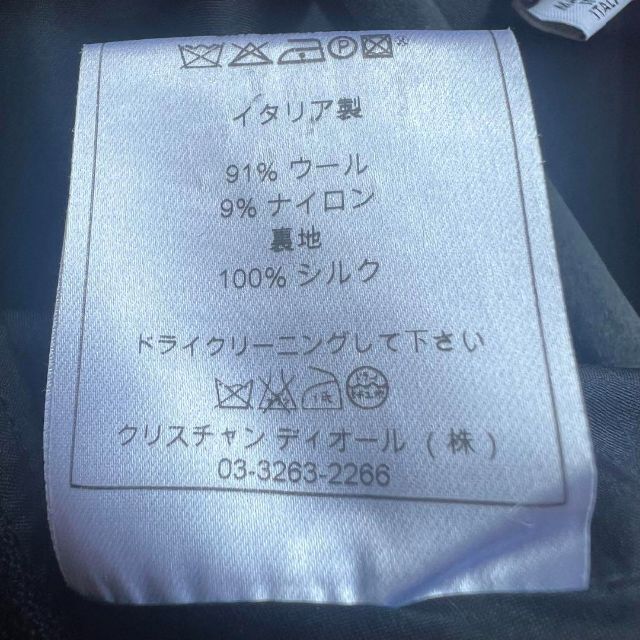 イタリア製
91% ウール
9% ナイロン
裏地
100% シルク
ドライクリーニングして下さい
クリスチャン ディオール (株)
03-3263-2266
ITALY